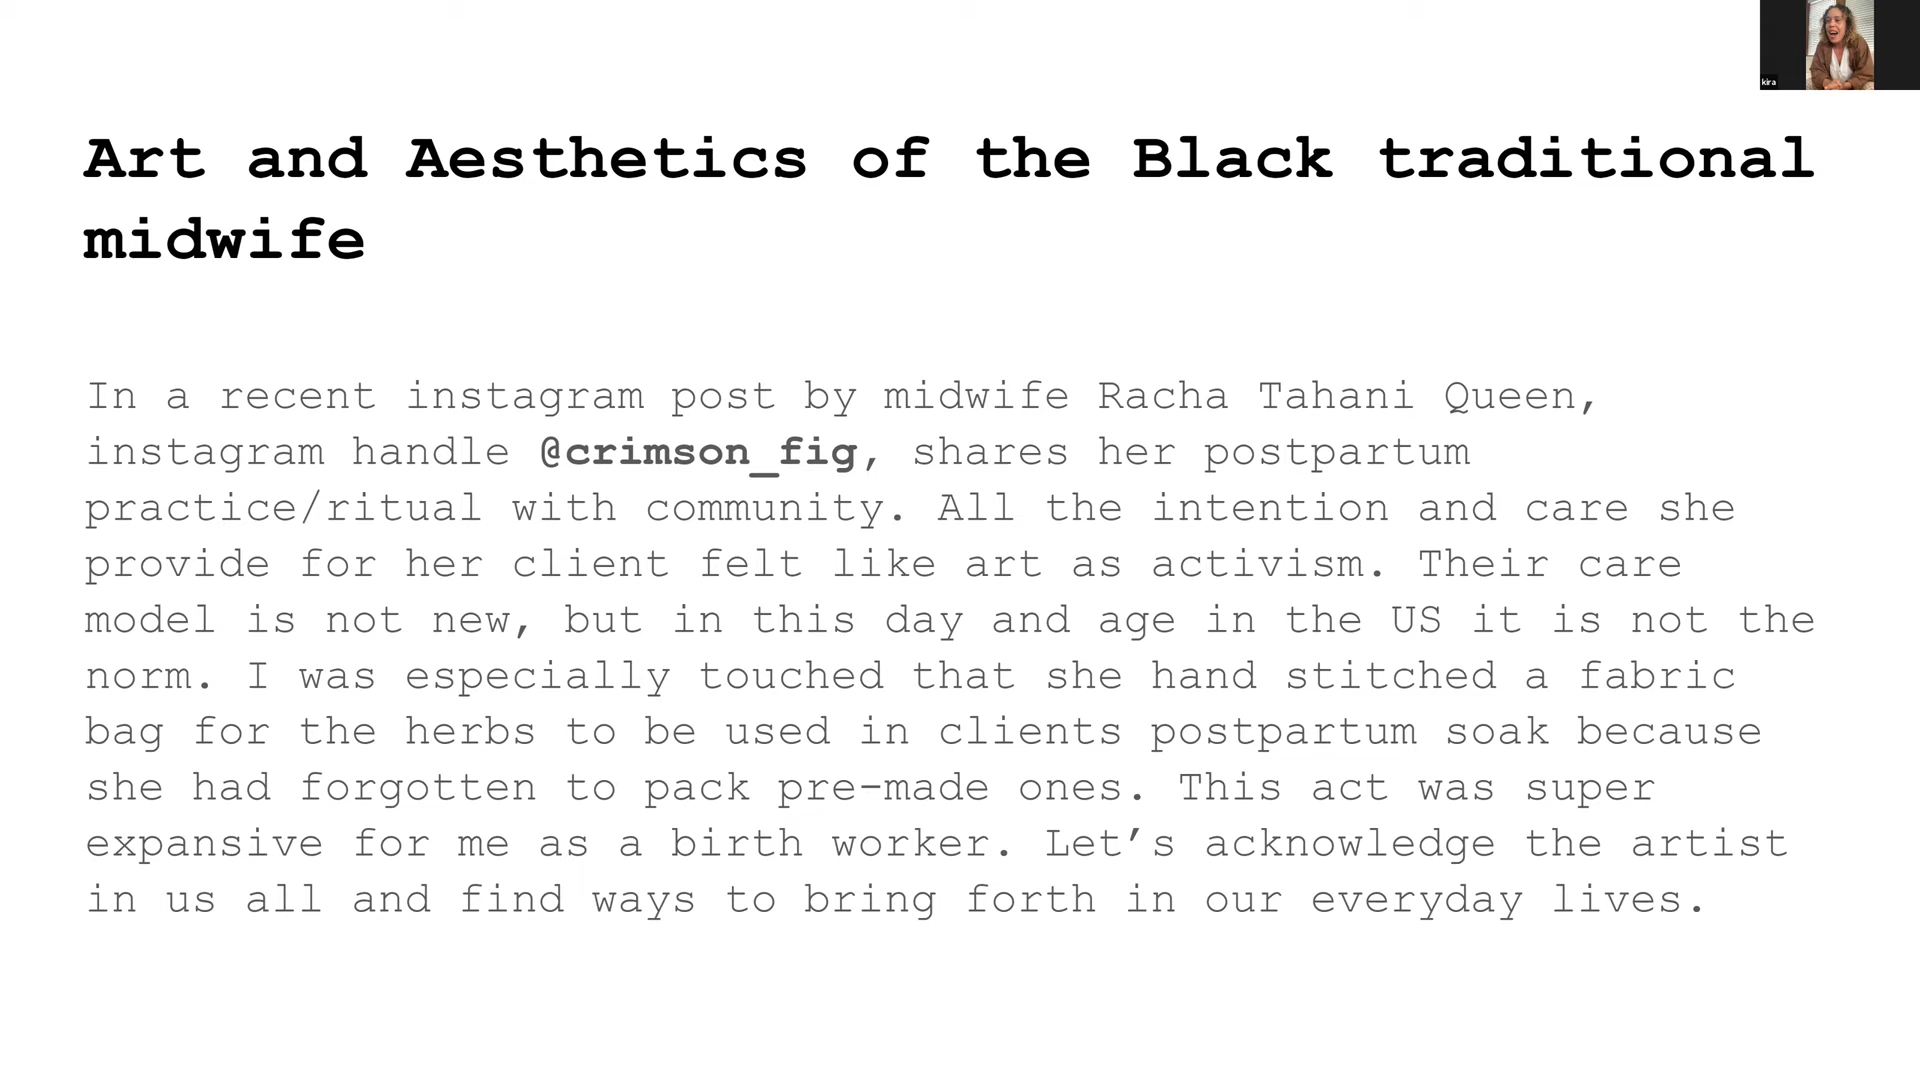 kira
Art and Aesthetics of the Black traditional
midwife
In a recent instagram post by midwife Racha Tahani Queen,
instagram handle @crimson_fig, shares her postpartum
practice/ritual with community. All the intention and care she
provide for her client felt like art as activism. Their care
model is not new, but in this day and age in the US it is not the
norm. I was especially touched that she hand stitched a fabric
bag for the herbs to be used in clients postpartum soak because
she had forgotten to pack pre-made ones. This act was super
expansive for me as a birth worker. Let’s acknowledge the artist
in us all and find ways to bring forth in our everyday lives.